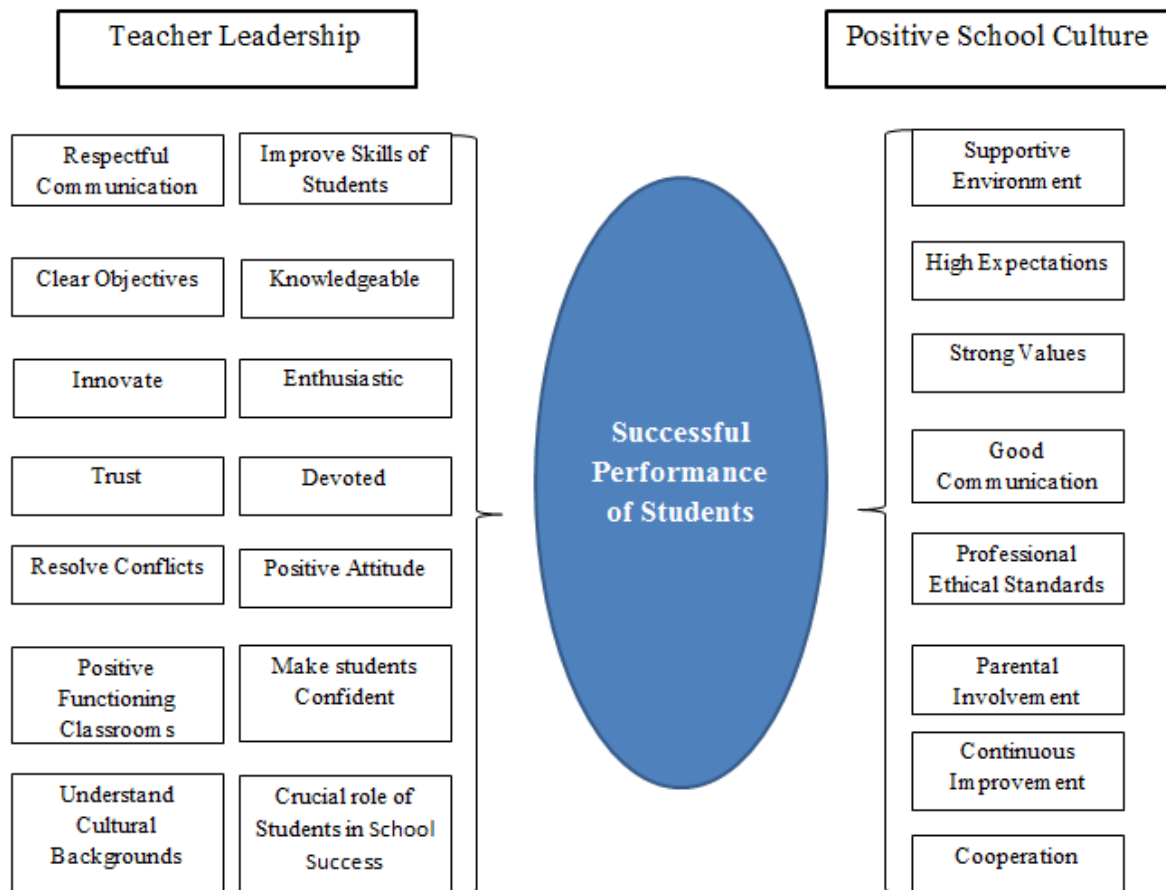 Teacher Leadership
Positive School Culture
Respectful
Communication
Improve Skills of
Students
Clear Objectives
Knowledgeable
Innovate
Enthusiastic
Trust
Devoted
Resolve Conflicts
Positive Attitude
Positive
Functioning
Classrooms
Make students
Confident
Understand
Cultural
Backgrounds
Crucial role of
Students in School
Success
Successful
Performance
of Students
Supportive
Environment
High Expectations
Strong Values
Good
Communication
Professional
Ethical Standards
Parental
Involvement
Continuous
Improvement
Cooperation